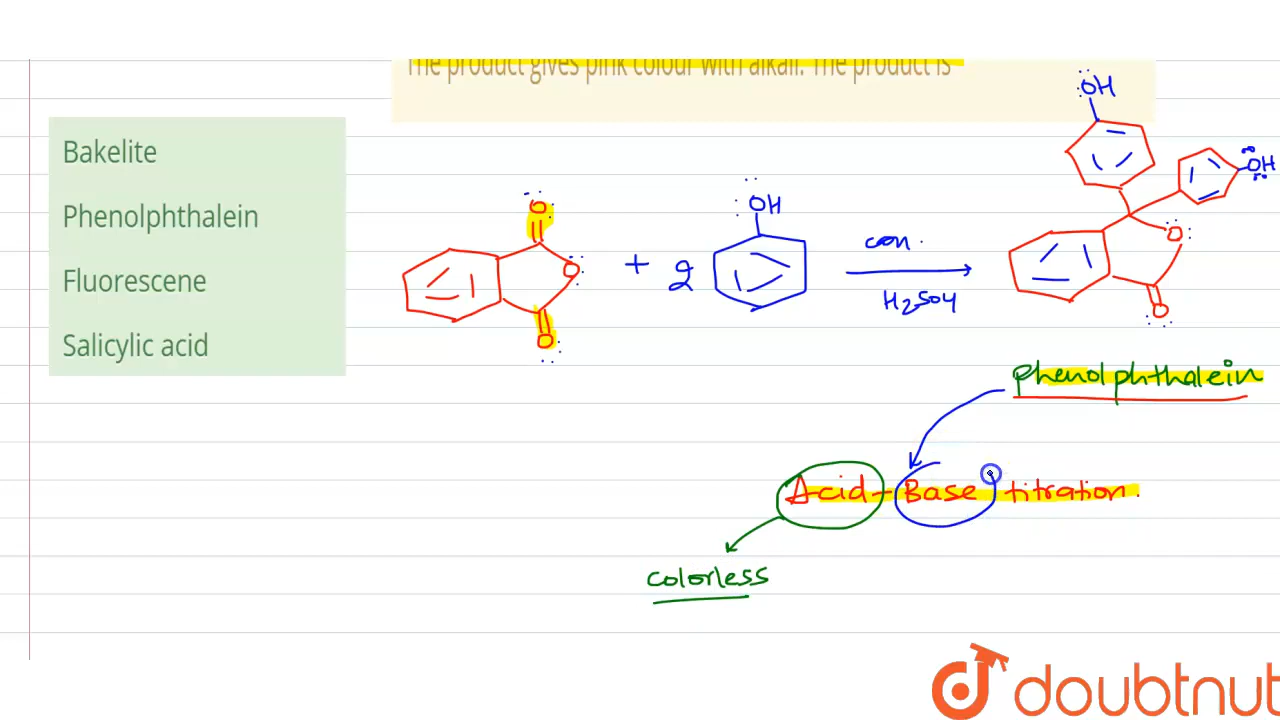 The product gives pink colour with alkali. The product is
Bakelite
Phenolphthalein
Fluorescene
Salicylic acid
O
O
O
+ 2
OH
con.
H2SO4
OH
OH
O
O
phenolphthalein
Acid - Base titration.
colorless
doubtnut